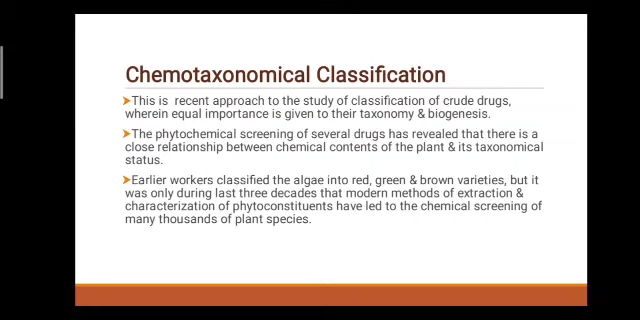 Chemotaxonomical Classification
➤This is recent approach to the study of classification of crude drugs,
wherein equal importance is given to their taxonomy & biogenesis.
➤The phytochemical screening of several drugs has revealed that there is a
close relationship between chemical contents of the plant & its taxonomical
status.
➤Earlier workers classified the algae into red, green & brown varieties, but it
was only during last three decades that modern methods of extraction &
characterization of phytoconstituents have led to the chemical screening of
many thousands of plant species.